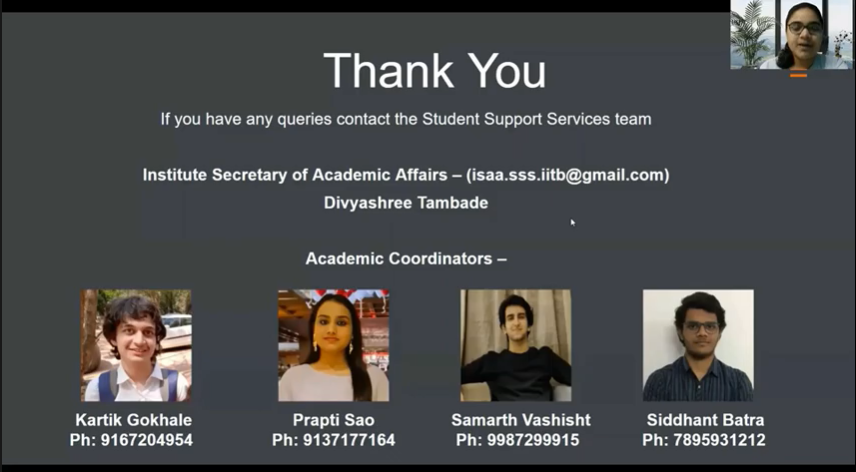 Thank You
If you have any queries contact the Student Support Services team
Institute Secretary of Academic Affairs – (isaa.sss.iitb@gmail.com)
Divyashree Tambade
Academic Coordinators –
Kartik Gokhale Prapti Sao Samarth Vashisht Siddhant Batra
Ph: 9167204954 Ph: 9137177164 Ph: 9987299915 Ph: 7895931212